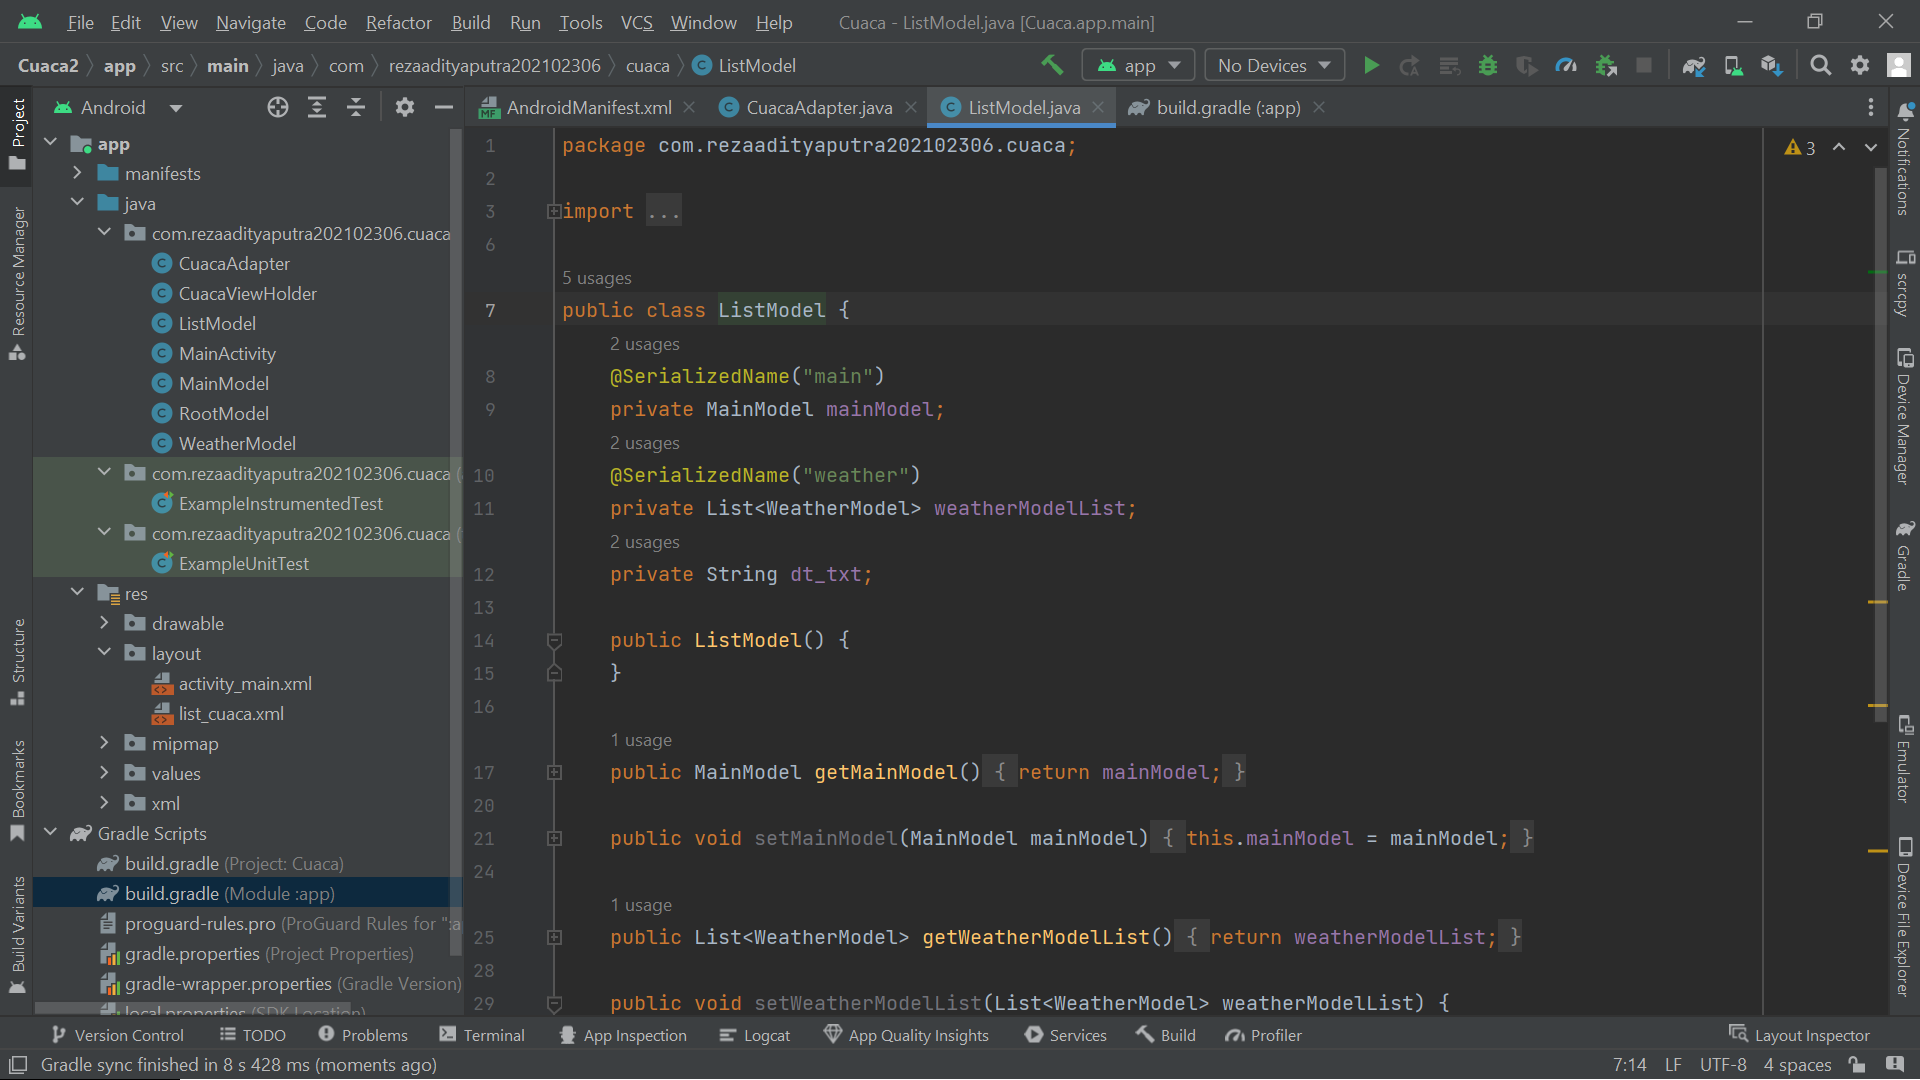 File Edit View Navigate Code Refactor Build Run Tools VCS Window Help Cuaca - ListModel.java [Cuaca.app.main]
Cuaca2 app src main java com rezaadityaputra202102306 cuaca C ListModel app No Devices
Project
Resource Manager
Structure
Bookmarks
Build Variants
Android
app
manifests
java
com.rezaadityaputra202102306.cuaca
C CuacaAdapter
C CuacaViewHolder
C ListModel
C MainActivity
C MainModel
C RootModel
C WeatherModel
com.rezaadityaputra202102306.cuaca
C ExampleInstrumentedTest
com.rezaadityaputra202102306.cuaca
C ExampleUnitTest
res
drawable
layout
activity_main.xml
list_cuaca.xml
mipmap
values
xml
Gradle Scripts
build.gradle (Project: Cuaca)
build.gradle (Module :app)
proguard-rules.pro (ProGuard Rules for ":a
gradle.properties (Project Properties)
gradle-wrapper.properties (Gradle Version)
local.properties (SDK Location)
MF AndroidManifest.xml C CuacaAdapter.java C ListModel.java build.gradle (:app)
3
1 package com.rezaadityaputra202102306.cuaca;
2
3 import ...
6
5 usages
7 public class ListModel {
2 usages
8 @SerializedName("main")
9 private MainModel mainModel;
2 usages
10 @SerializedName("weather")
11 private List<WeatherModel> weatherModelList;
2 usages
12 private String dt_txt;
13
14 public ListModel() {
15 }
16
1 usage
17 public MainModel getMainModel() { return mainModel; }
20
21 public void setMainModel(MainModel mainModel) { this.mainModel = mainModel; }
24
1 usage
25 public List<WeatherModel> getWeatherModelList() { return weatherModelList; }
28
29 public void setWeatherModelList(List<WeatherModel> weatherModelList) {
Notifications
scrcpy
Device Manager
Gradle
Emulator
Device File Explorer
Version Control TODO Problems Terminal App Inspection Logcat App Quality Insights Services Build Profiler Layout Inspector
Gradle sync finished in 8 s 428 ms (moments ago) 7:14 LF UTF-8 4 spaces